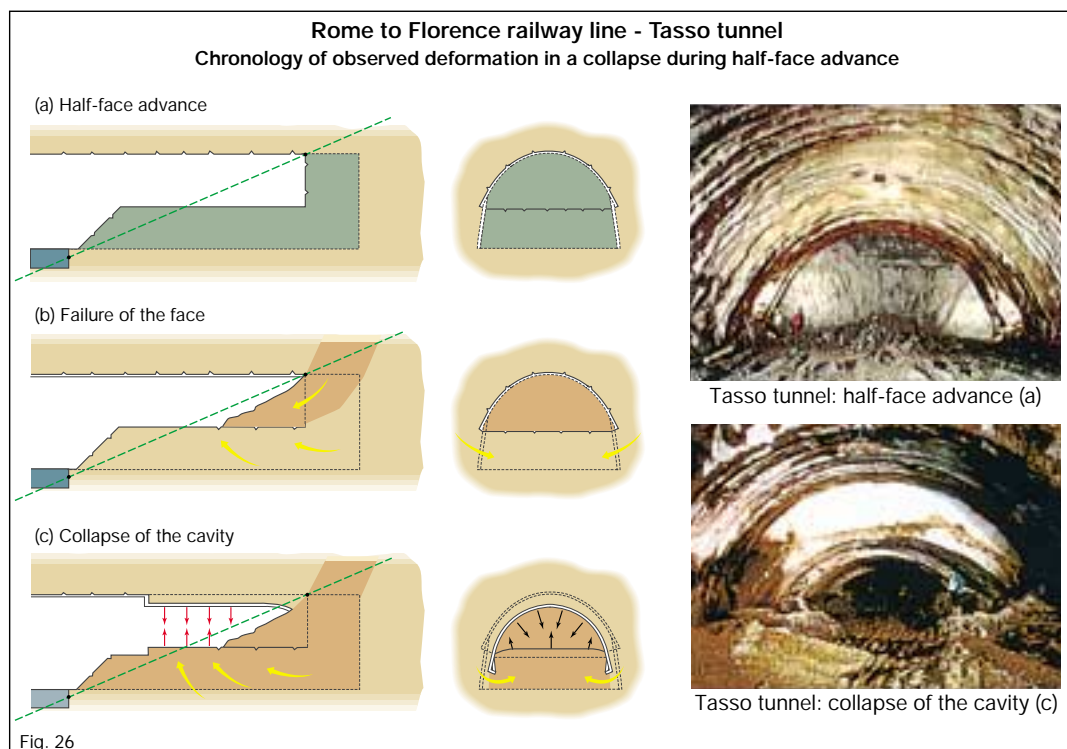 Rome to Florence railway line - Tasso tunnel
Chronology of observed deformation in a collapse during half-face advance
(a) Half-face advance
(b) Failure of the face
(c) Collapse of the cavity
Tasso tunnel: half-face advance (a)
Tasso tunnel: collapse of the cavity (c)
Fig. 26